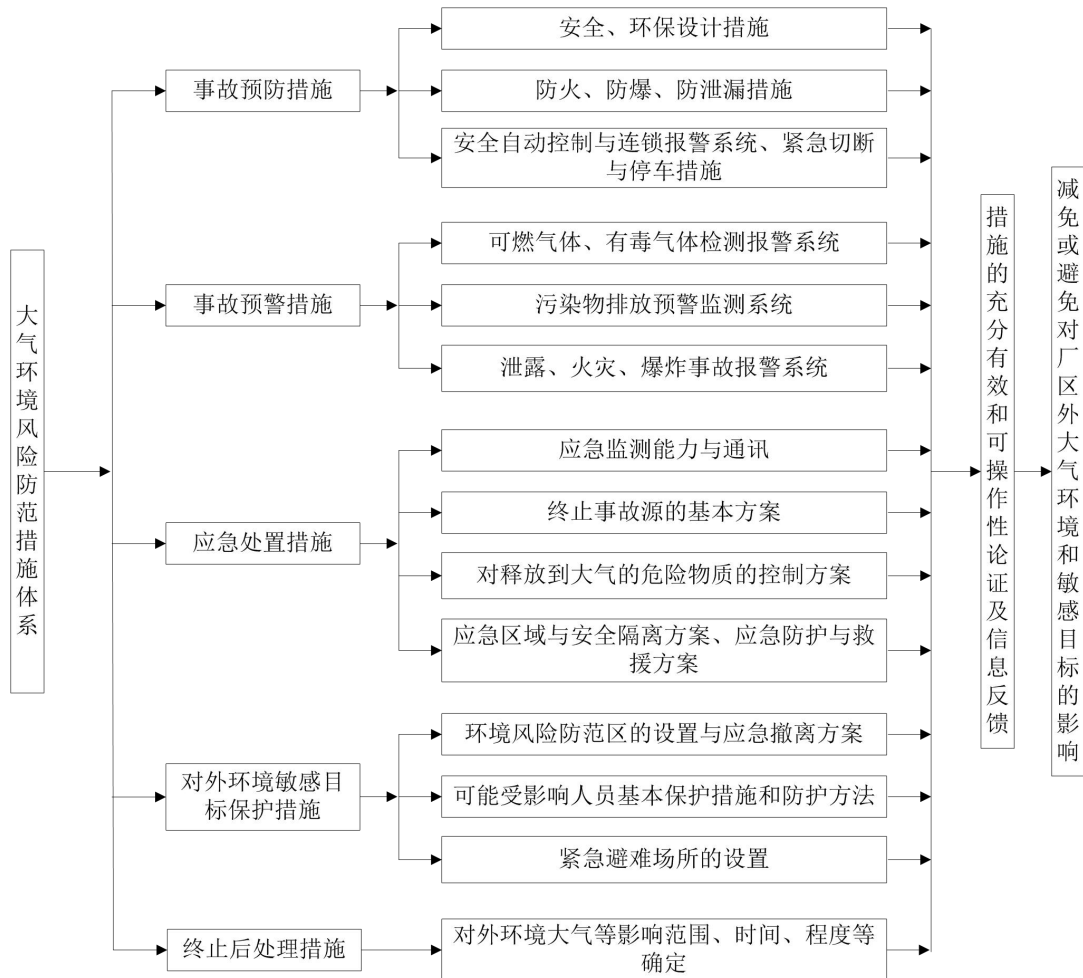 大气环境风险防范措施体系
事故预防措施
安全、环保设计措施
防火、防爆、防泄漏措施
安全自动控制与连锁报警系统、紧急切断
与停车措施
事故预警措施
可燃气体、有毒气体检测报警系统
污染物排放预警监测系统
泄露、火灾、爆炸事故报警系统
应急处置措施
应急监测能力与通讯
终止事故源的基本方案
对释放到大气的危险物质的控制方案
应急区域与安全隔离方案、应急防护与救
援方案
对外环境敏感目
标保护措施
环境风险防范区的设置与应急撤离方案
可能受影响人员基本保护措施和防护方法
紧急避难场所的设置
终止后处理措施
对外环境大气等影响范围、时间、程度等
确定
措施的充分有效和可操作性论证及信息反馈
减免或避免对厂区外大气环境和敏感目标的影响